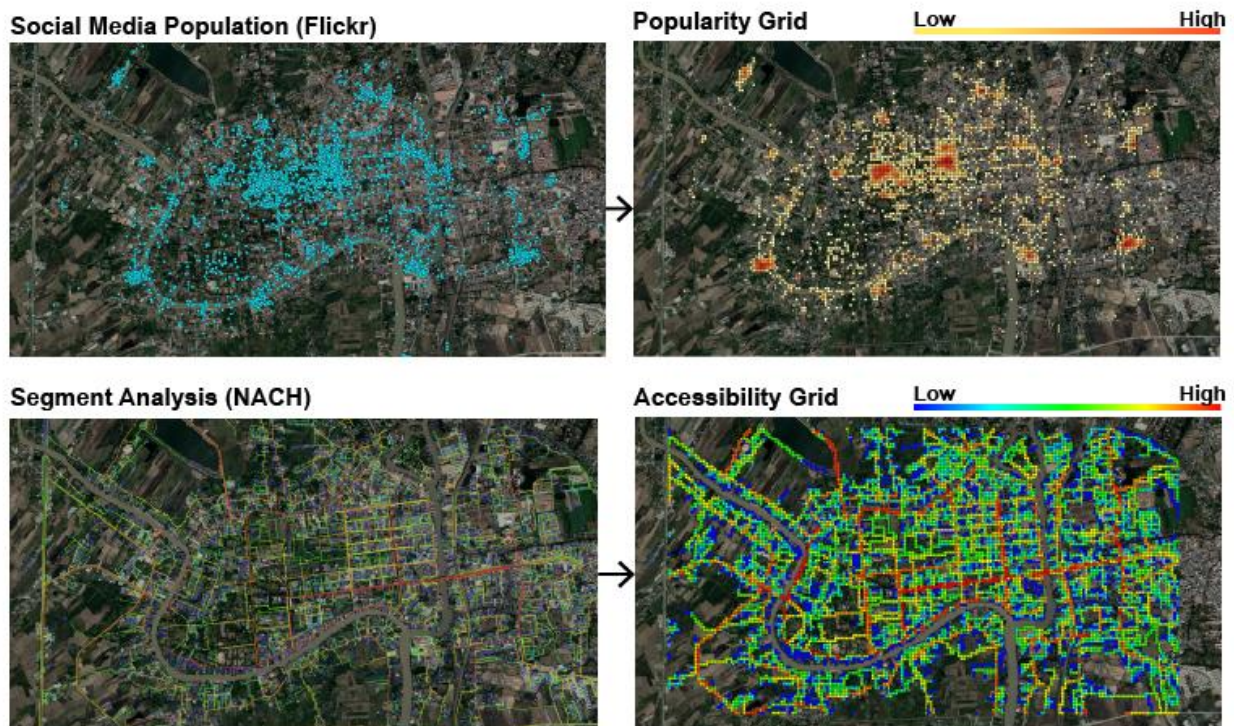 Social Media Population (Flickr)
Popularity Grid
Low High
Segment Analysis (NACH)
Accessibility Grid
Low High